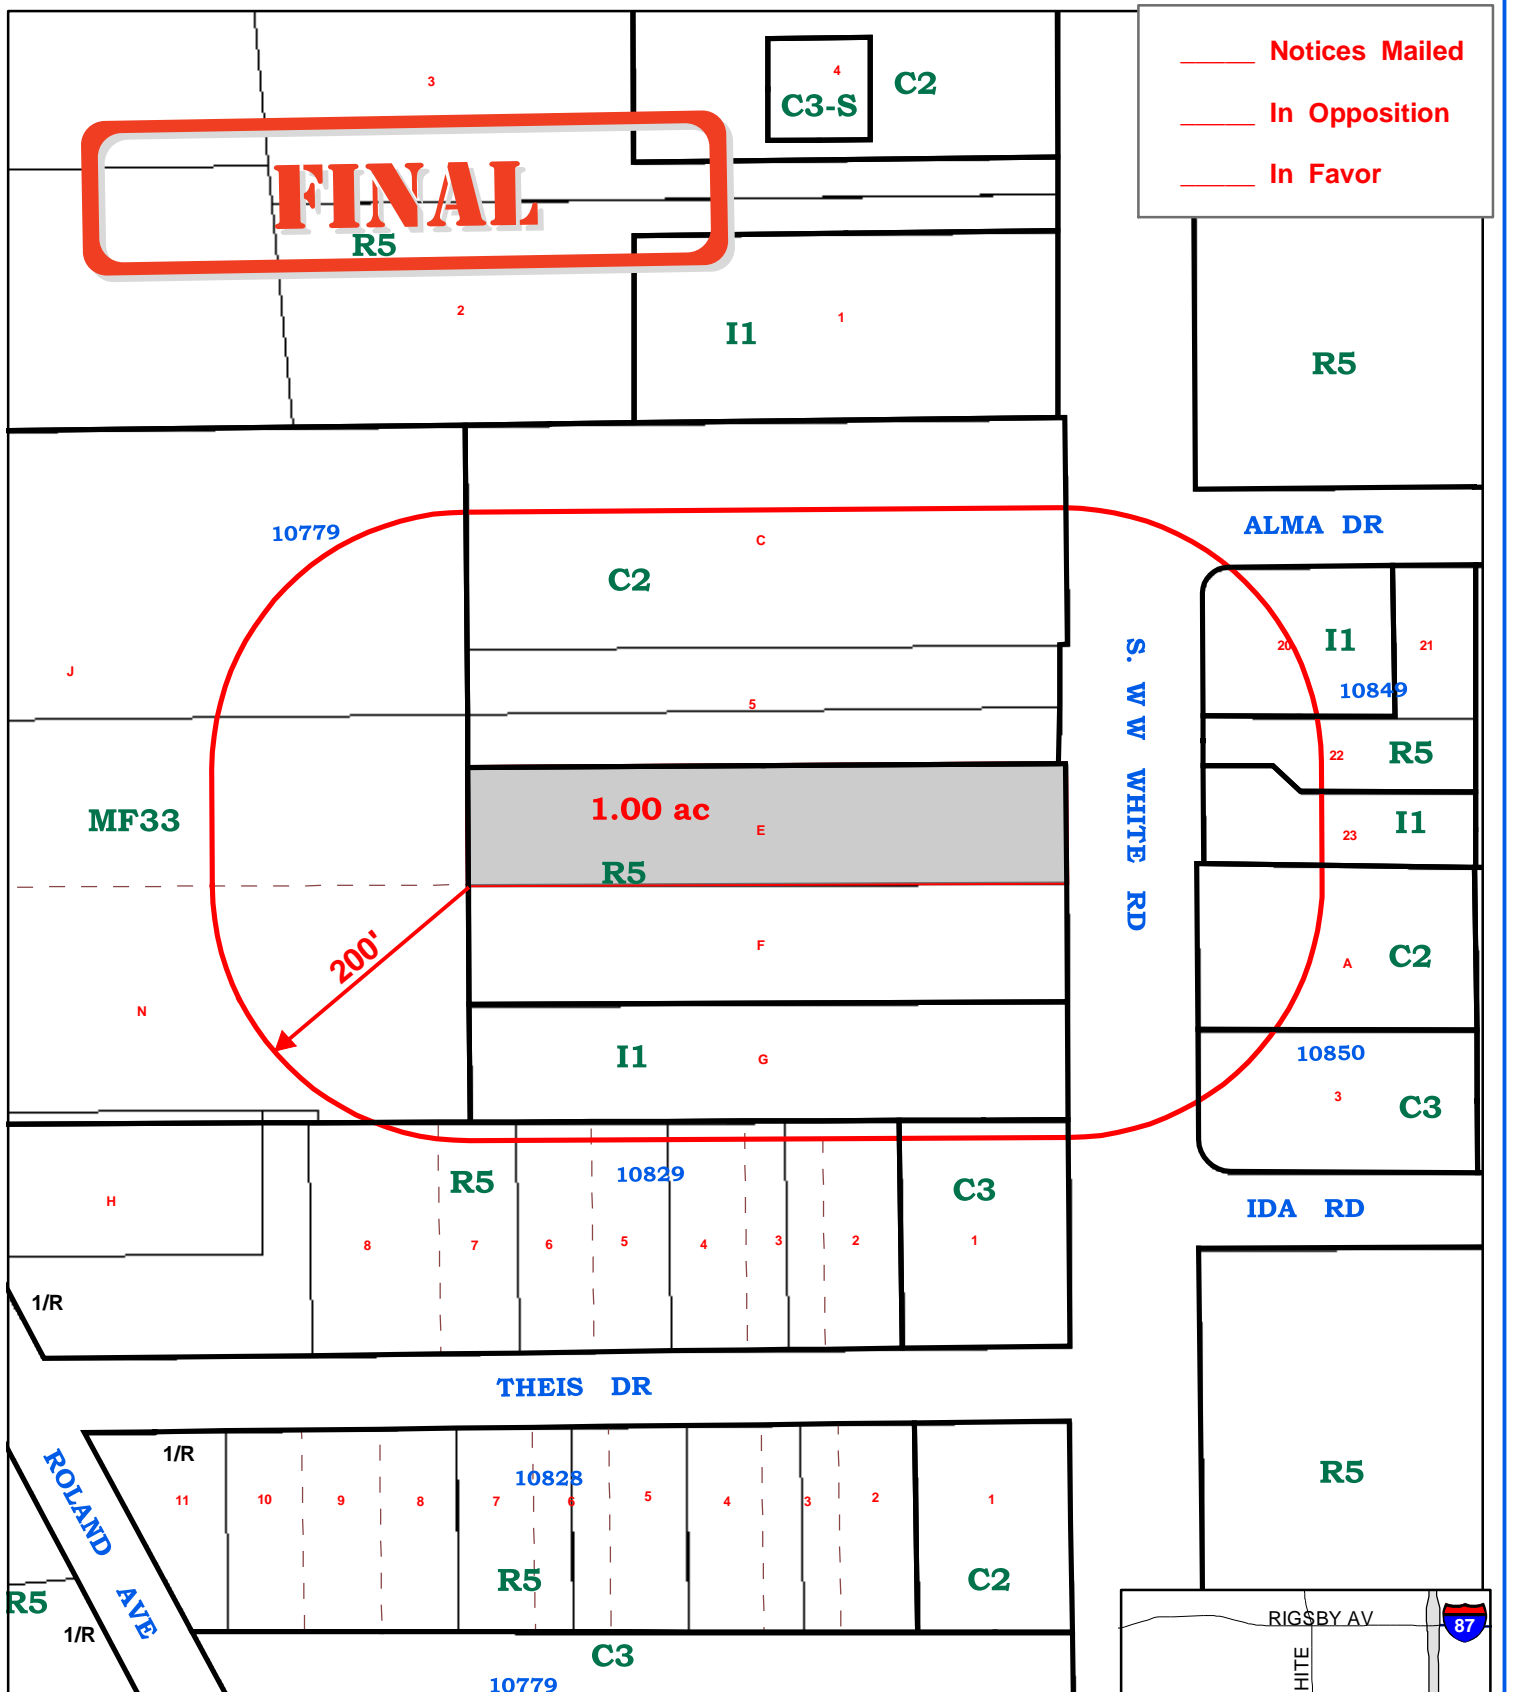 _____ Notices Mailed
_____ In Opposition
_____ In Favor
3
4
C2
C3-S
FINAL
R5
2
1
I1
R5
10779
C
ALMA DR
C2
S. W W WHITE RD
20
I1
21
10849
J
5
22
R5
MF33
1.00 ac
E
23
I1
R5
200'
F
A
C2
N
I1
G
10850
3
C3
R5
10829
C3
H
8
7
6
5
4
3
2
1
IDA RD
1/R
THEIS DR
1/R
10828
11
10
9
8
7
6
5
4
3
2
1
ROLAND AVE
R5
R5
C2
R5
1/R
C3
10779
RIGSBY AV
87
HITE